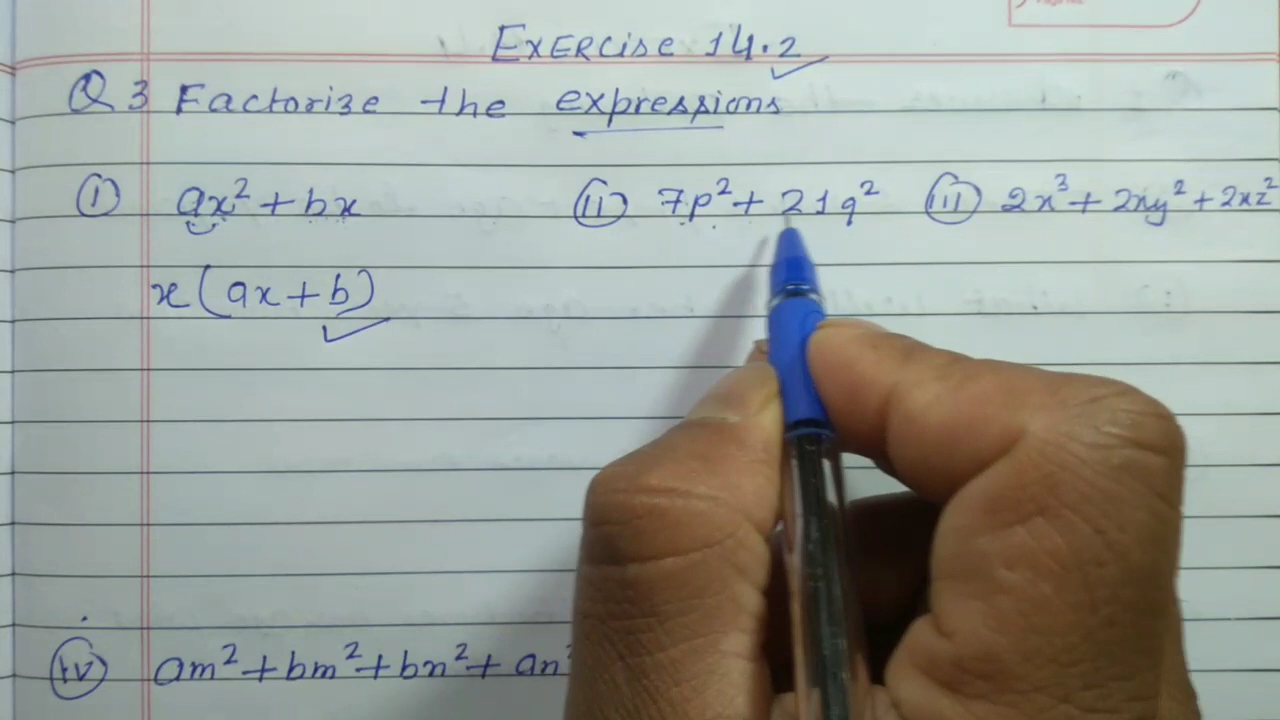 Exercise 14.2
Q3 Factorize the expressions
(i) ax² + bx (ii) 7p² + 21q² (iii) 2x³ + 2xy² + 2xz²
x(ax + b)
(iv) am² + bm² + bn² + an²